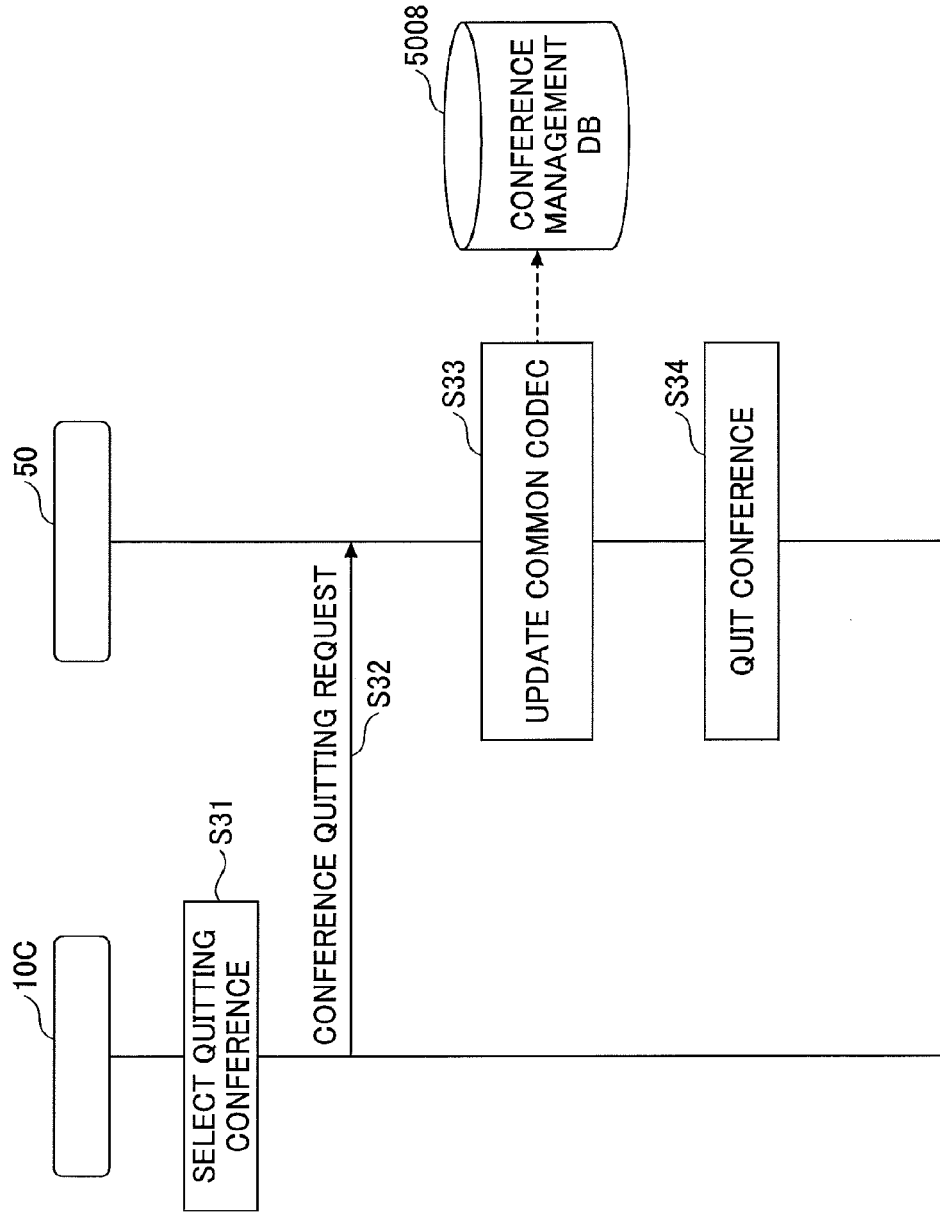 10C
50
S31
SELECT QUITTING
CONFERENCE
CONFERENCE QUITTING REQUEST
S32
S33
UPDATE COMMON CODEC
5008
CONFERENCE
MANAGEMENT
DB
S34
QUIT CONFERENCE